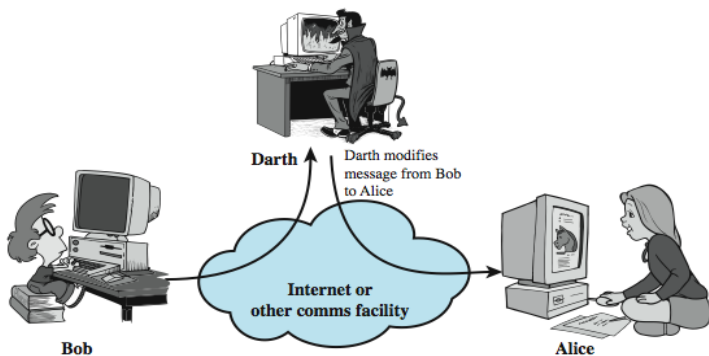 Darth
Darth modifies
message from Bob
to Alice
Internet or
other comms facility
Bob
Alice